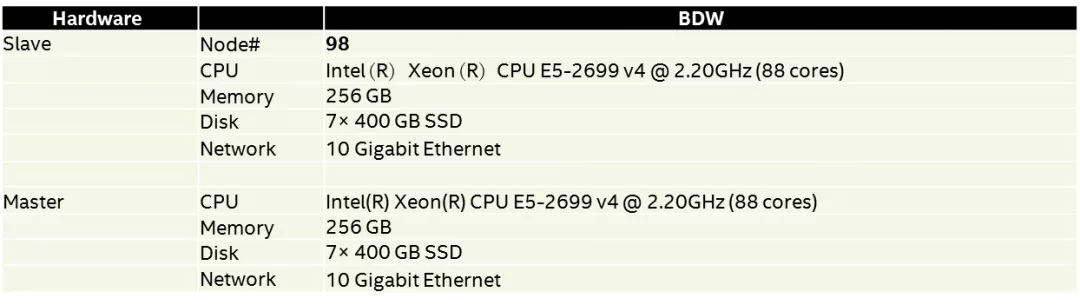 Hardware BDW
Slave Node# 98
CPU Intel（R） Xeon（R） CPU E5-2699 v4 @ 2.20GHz (88 cores)
Memory 256 GB
Disk 7× 400 GB SSD
Network 10 Gigabit Ethernet
Master CPU Intel(R) Xeon(R) CPU E5-2699 v4 @ 2.20GHz (88 cores)
Memory 256 GB
Disk 7× 400 GB SSD
Network 10 Gigabit Ethernet